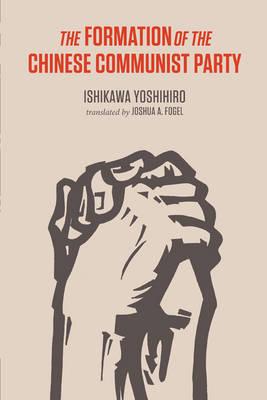 THE FORMATION OF THE
CHINESE COMMUNIST PARTY
ISHIKAWA YOSHIHIRO
translated by JOSHUA A. FOGEL